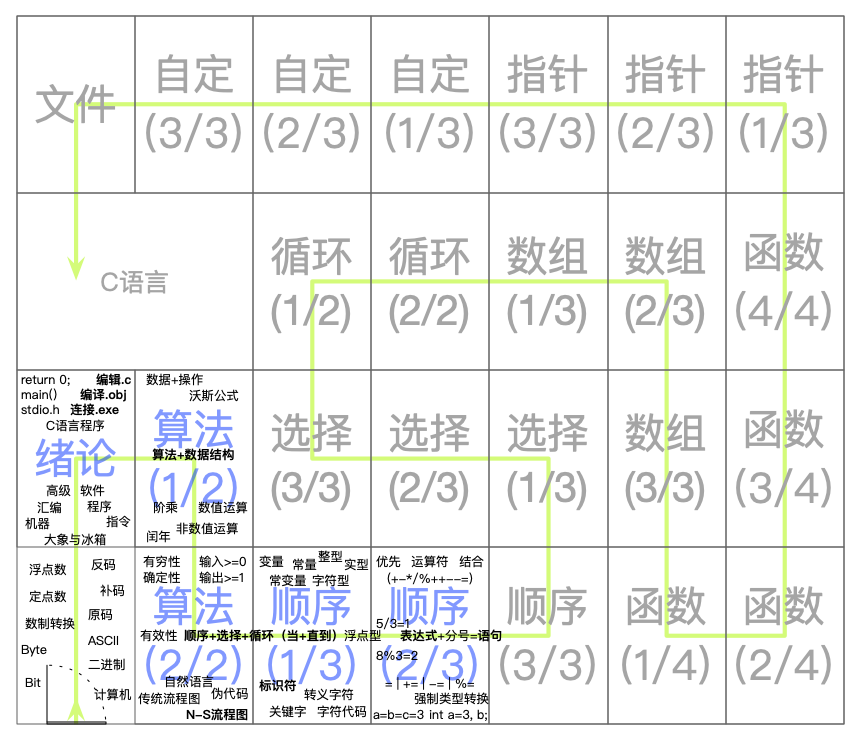 文件
自定
(3/3)
自定
(2/3)
自定
(1/3)
指针
(3/3)
指针
(2/3)
指针
(1/3)
C语言
循环
(1/2)
循环
(2/2)
数组
(1/3)
数组
(2/3)
函数
(4/4)
return 0; 编辑.c
main() 编译.obj
stdio.h 连接.exe
C语言程序
绪论
高级 软件
汇编 程序
机器 指令
大象与冰箱
数据+操作
沃斯公式
算法
算法+数据结构
(1/2)
阶乘 数值运算
非数值运算
闰年
选择
(3/3)
选择
(2/3)
选择
(1/3)
数组
(3/3)
函数
(3/4)
浮点数 反码
定点数 补码
数制转换 原码
ASCII
Byte
二进制
Bit
计算机
有穷性 输入>=0
确定性 输出>=1
算法
有效性 顺序+选择+循环（当+直到）
(2/2)
自然语言
传统流程图 伪代码
N-S流程图
变量 常量 整型 实型
常变量 字符型
顺序
浮点型
(1/3)
标识符
转义字符
关键字 字符代码
优先 运算符 结合
(+-*/%++--=)
顺序
5/3=1
表达式+分号=语句
8%3=2
(2/3)
= | += | -= | %=
强制类型转换
a=b=c=3 int a=3, b;
顺序
(3/3)
函数
(1/4)
函数
(2/4)